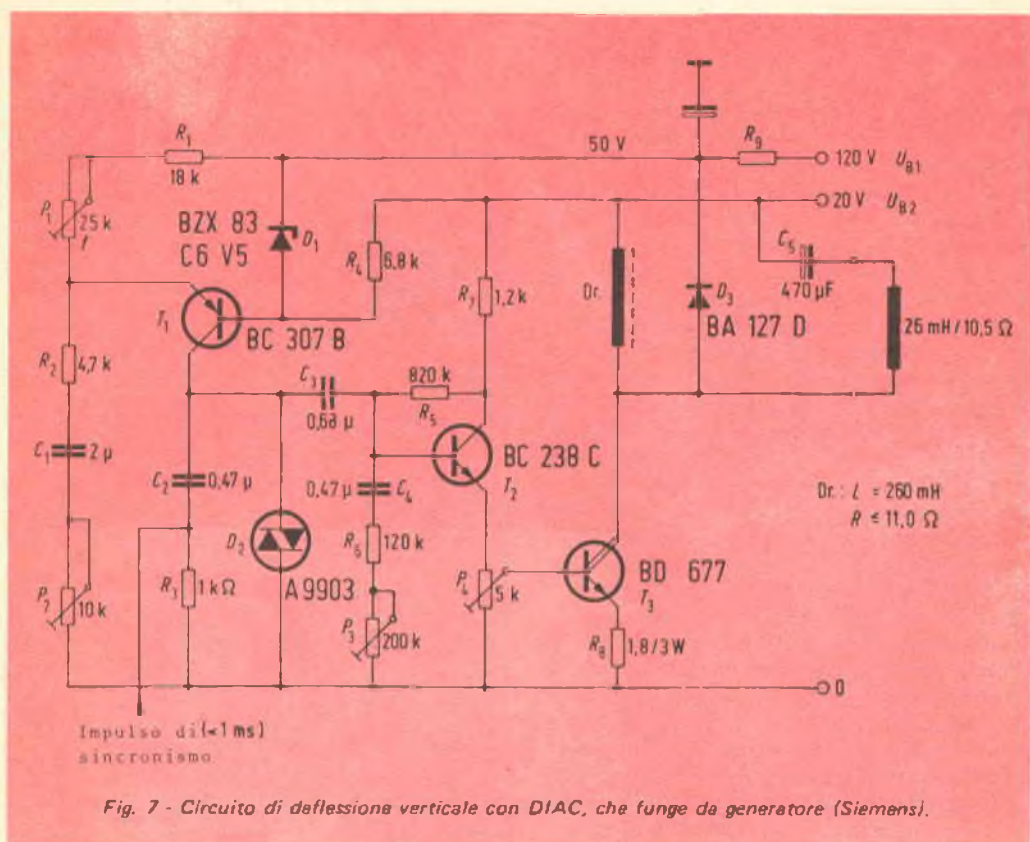 50 V
R9
120 V UB1
20 V UB2
R1
18 k
P1
25 k
f
BZX 83
C6 V5
D1
R4
6,8 k
R7
1,2 k
Dr.
D3
BA 127 D
C5
470 µF
26 mH/10,5 Ω
T1
BC 307 B
R2
4,7 k
C3
0,68 µ
820 k
R5
BC 238 C
T2
C1
2 µ
C2
0,47 µ
0,47 µ
C4
Dr.: L = 260 mH
R ≤ 11,0 Ω
D2
A 9903
R6
120 k
P4
5 k
BD 677
T3
P2
10 k
R3
1 kΩ
P3
200 k
R8
1,8/3 W
0
Impulso di (<1 ms)
sincronismo
Fig. 7 - Circuito di daflessiona verticale con DIAC, che funge da generatore (Siemens).